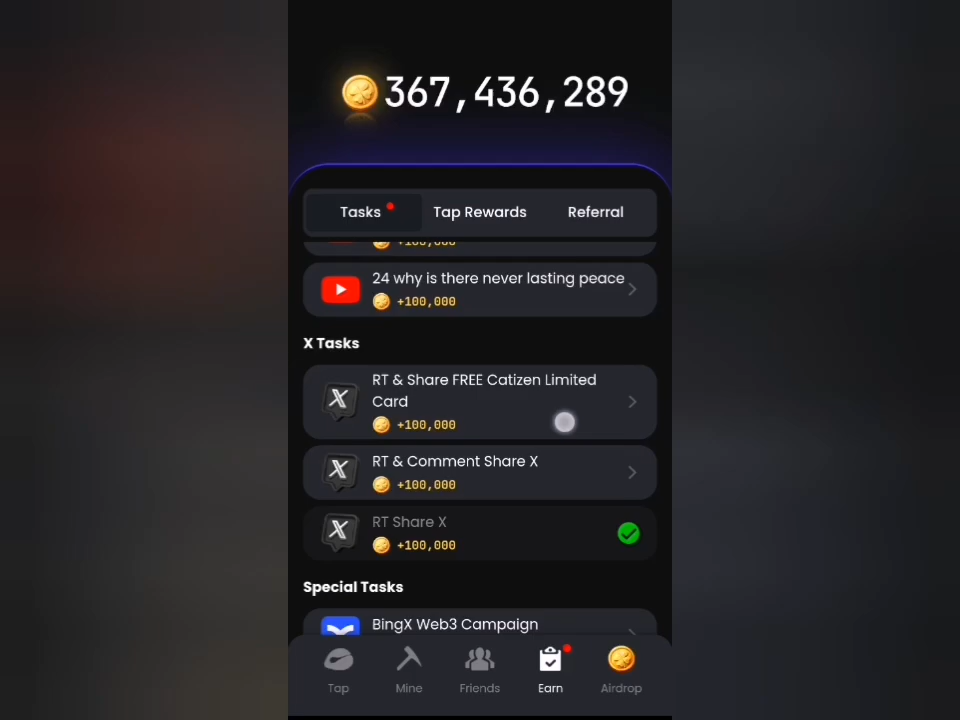 367,436,289
Tasks
Tap Rewards
Referral
+100,000
24 why is there never lasting peace
+100,000
X Tasks
RT & Share FREE Catizen Limited
Card
+100,000
RT & Comment Share X
+100,000
RT Share X
+100,000
Special Tasks
BingX Web3 Campaign
Tap
Mine
Friends
Earn
Airdrop